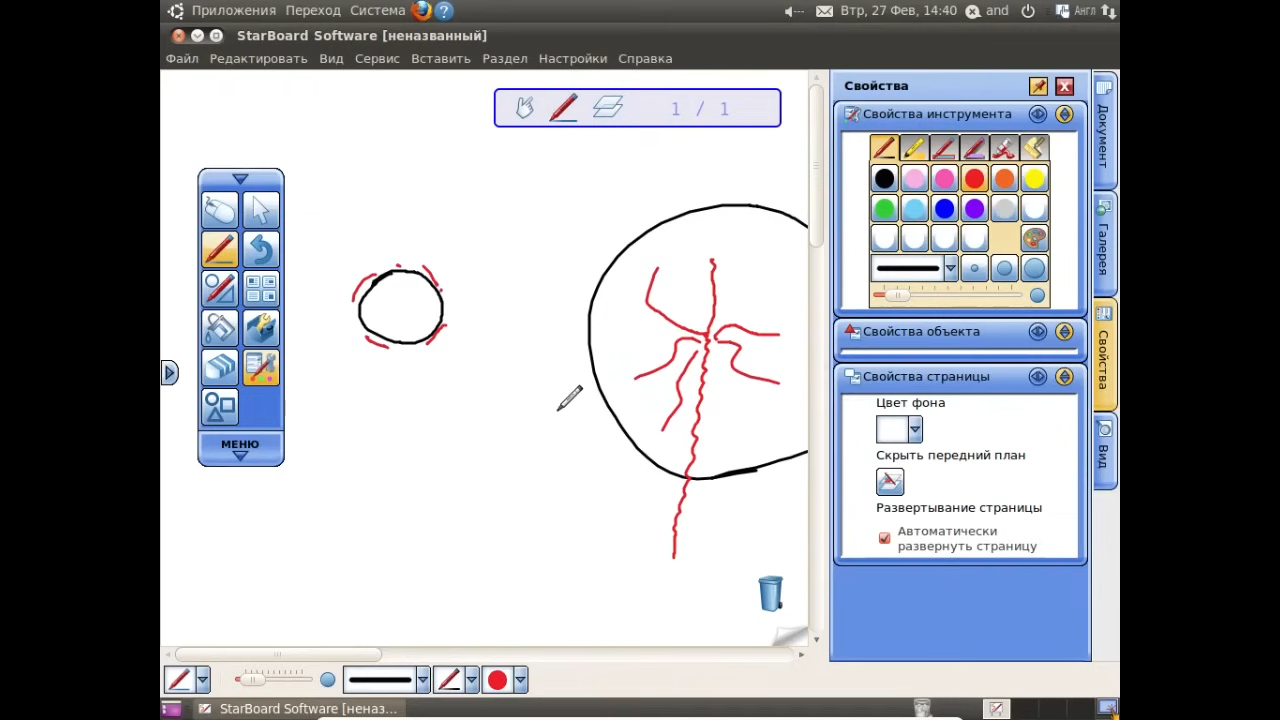 Приложения Переход Система Втр, 27 Фев, 14:40 and Англ
StarBoard Software [неназванный]
Файл Редактировать Вид Сервис Вставить Раздел Настройки Справка
1 / 1
МЕНЮ
Свойства
Свойства инструмента
Свойства объекта
Свойства страницы
Цвет фона
Скрыть передний план
Развертывание страницы
Автоматически
развернуть страницу
Документ
Галерея
Свойства
Вид
StarBoard Software [неназ...